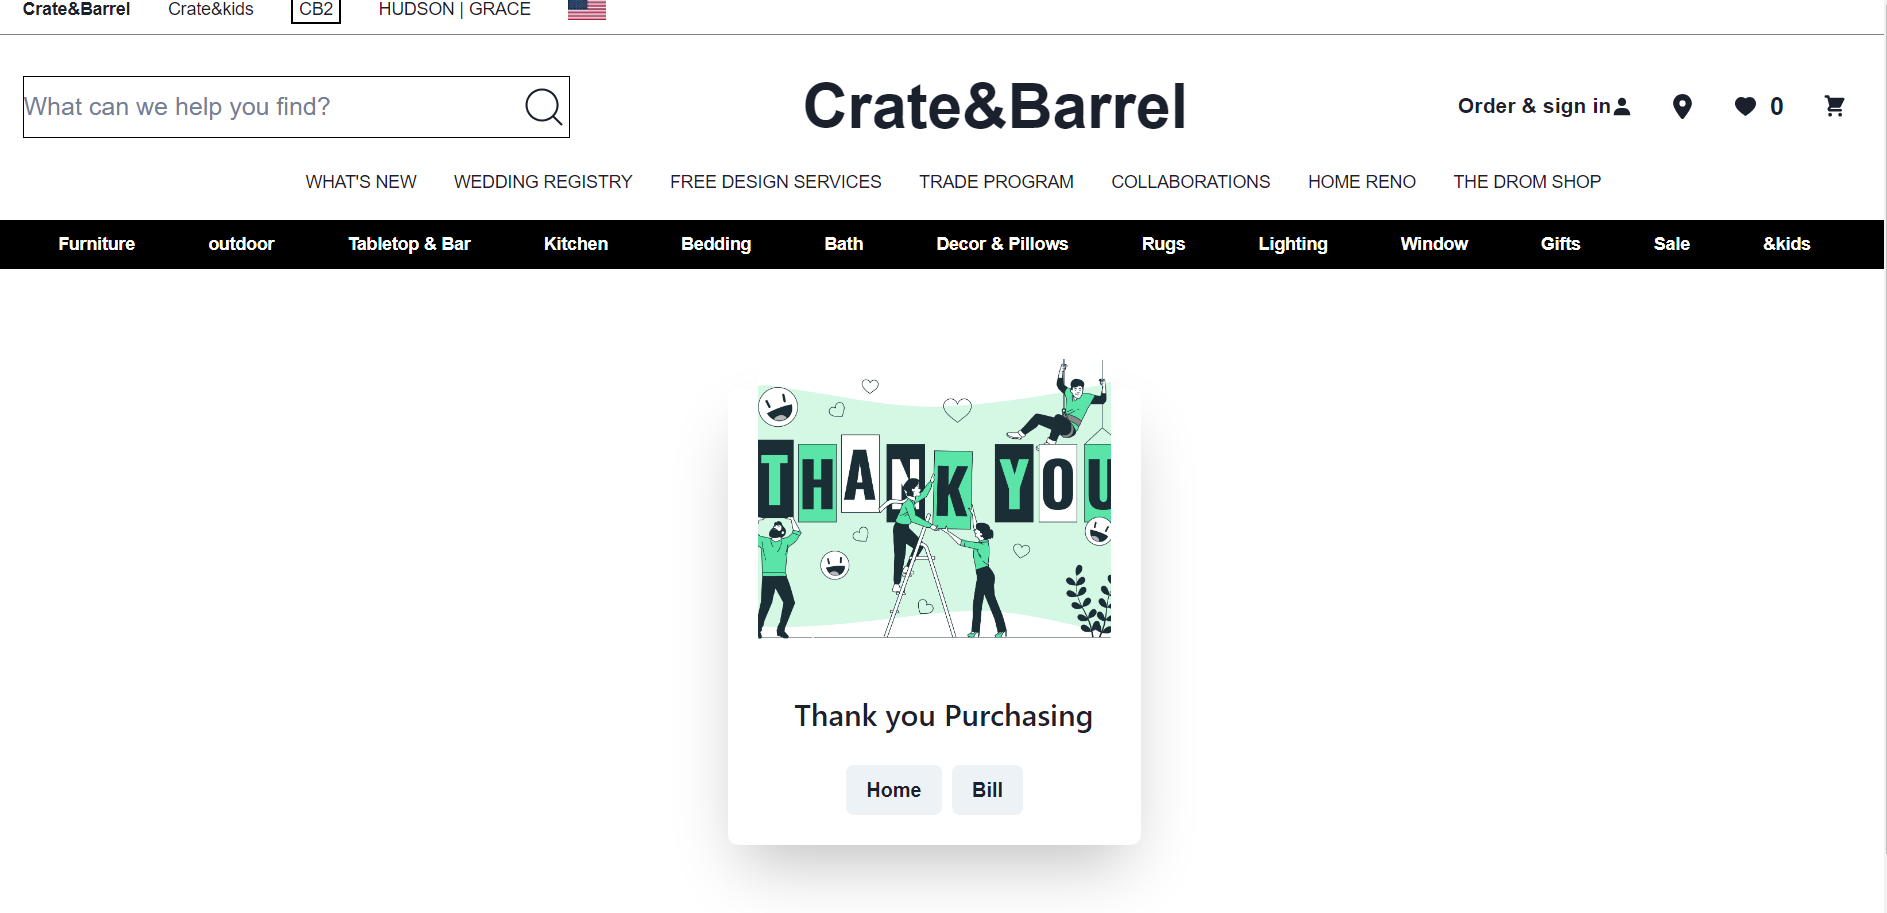 Crate&Barrel Crate&kids CB2 HUDSON | GRACE
What can we help you find? Crate&Barrel Order & sign in 0
WHAT'S NEW WEDDING REGISTRY FREE DESIGN SERVICES TRADE PROGRAM COLLABORATIONS HOME RENO THE DROM SHOP
Furniture outdoor Tabletop & Bar Kitchen Bedding Bath Decor & Pillows Rugs Lighting Window Gifts Sale &kids
THANK YOU
Thank you Purchasing
Home Bill